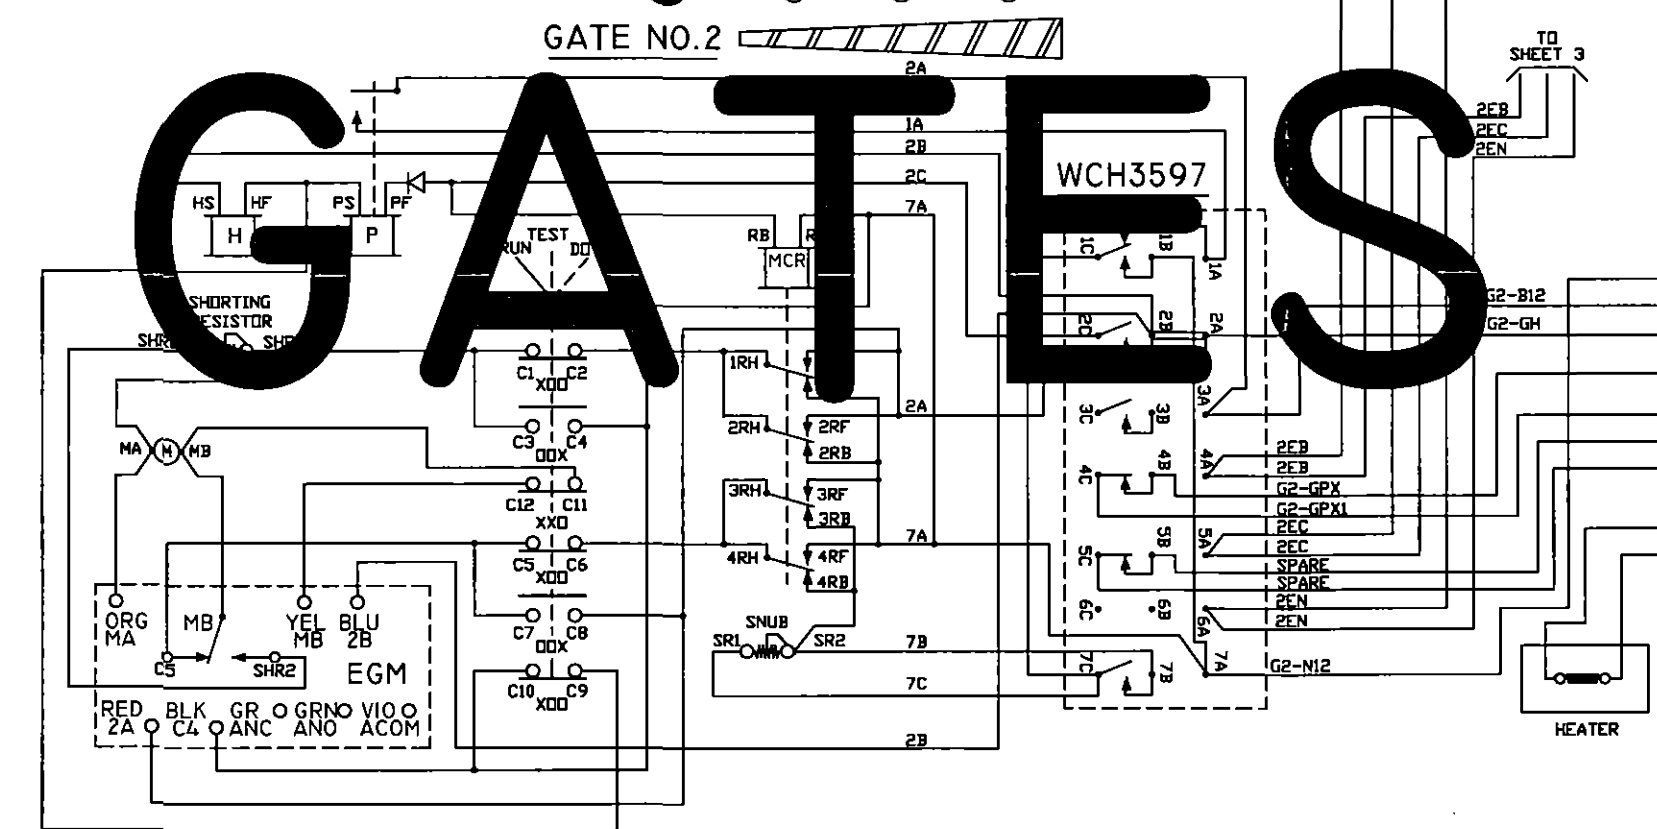 GATE NO.2
TO
SHEET 3
GATES
2A
1A
2B
2C
7A
2EB
2EC
2EN
WCH3597
HS HF PS PF
H P
TEST
RUN
RB
MCR
1C 1B 1A
SHORTING
RESISTOR
2C 2B 2A
G2-B12
G2-GH
C1 C2
XOO
1RH
2A
3C 3B 3A
C3 C4
OOX
2RH 2RF
2RB
MA M MB
4C 4B 4A
2EB
2EB
G2-GPX
G2-GPX1
C12 C11
XXO
3RH 3RF
3RB
7A
C5 C6
XOO
4RH 4RF
4RB
5C 5B 5A
2EC
2EC
SPARE
SPARE
2EN
2EN
6C 6B 6A
ORG
MA
MB
YEL
MB
BLU
2B
C7 C8
OOX
SNUB
SR1 SR2
7B
7C
7C 7B 7A
G2-N12
C5 SHR2
EGM
C10 C9
XOO
RED
2A
BLK
C4
GR
ANC
GRN
ANO
VIO
ACOM
2B
HEATER